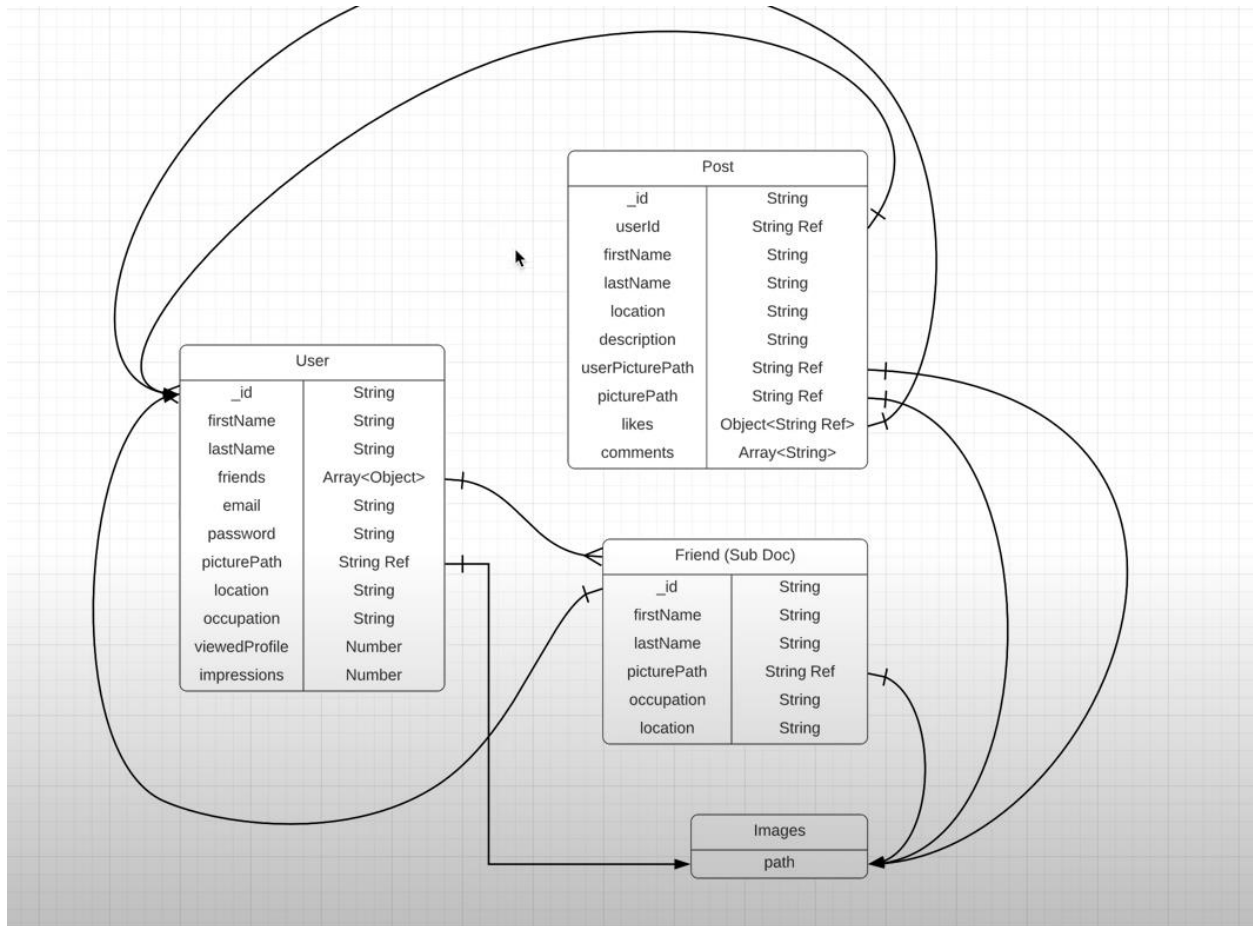 Post
_id String
userId String Ref
firstName String
lastName String
location String
description String
userPicturePath String Ref
picturePath String Ref
likes Object<String Ref>
comments Array<String>
User
_id String
firstName String
lastName String
friends Array<Object>
email String
password String
picturePath String Ref
location String
occupation String
viewedProfile Number
impressions Number
Friend (Sub Doc)
_id String
firstName String
lastName String
picturePath String Ref
occupation String
location String
Images
path